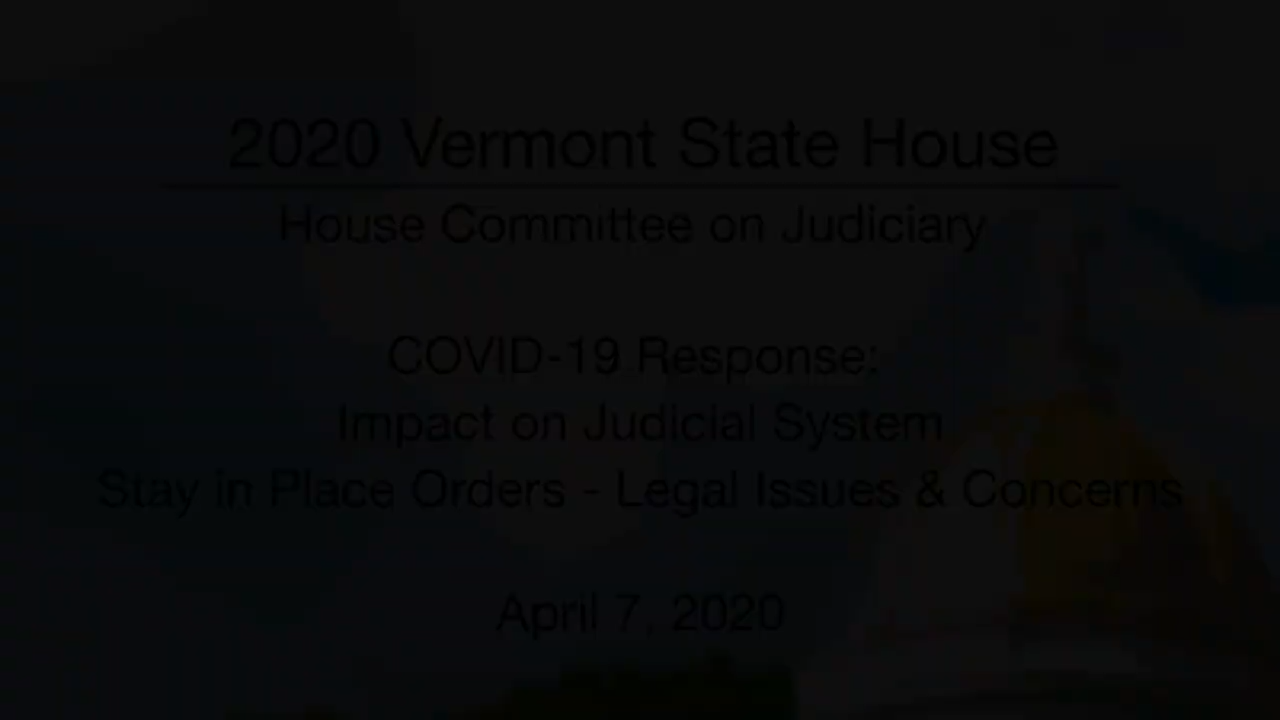 2020 Vermont State House
House Committee on Judiciary
COVID-19 Response:
Impact on Judicial System
Stay in Place Orders - Legal Issues & Concerns
April 7, 2020